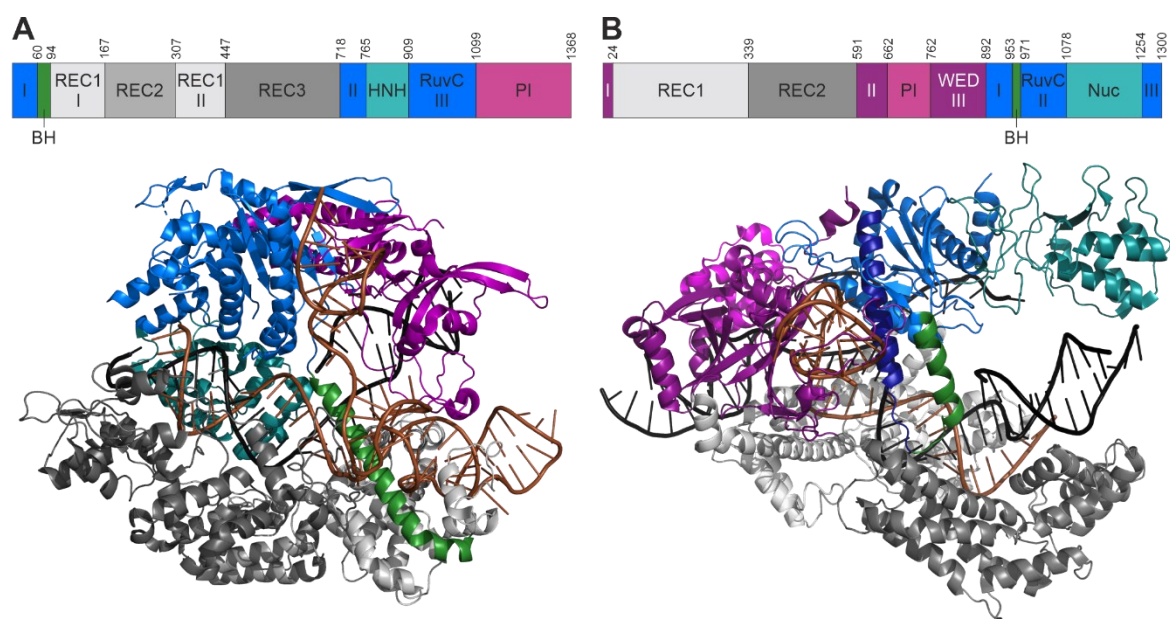 A
60 94 167 307 447 718 765 909 1099 1368
I REC1 I REC2 REC1 II REC3 II HNH RuvC III PI
BH
B
24 339 591 662 762 892 953 971 1078 1254 1300
I REC1 REC2 II PI WED III I RuvC II Nuc III
BH